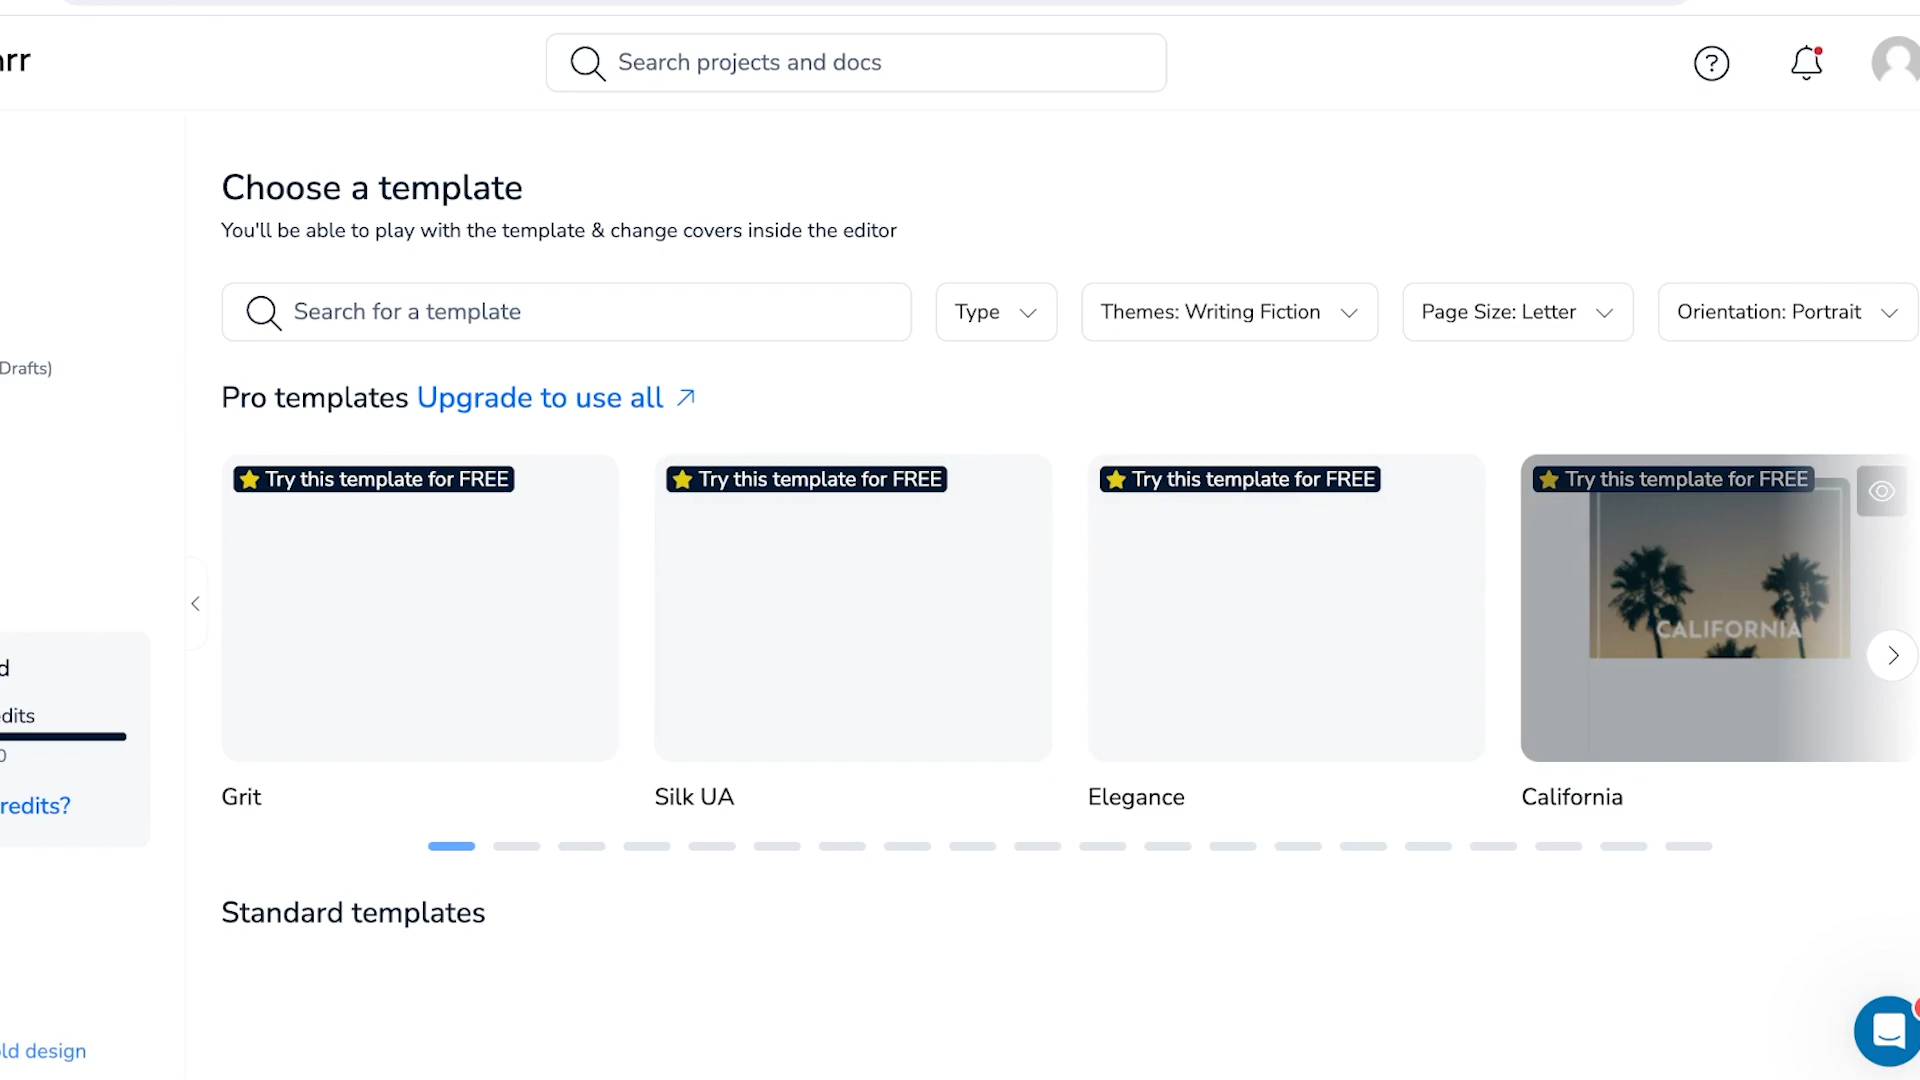 Search projects and docs
Choose a template
You'll be able to play with the template & change covers inside the editor
Search for a template
Type
Themes: Writing Fiction
Page Size: Letter
Orientation: Portrait
Drafts)
Pro templates Upgrade to use all
Try this template for FREE
Try this template for FREE
Try this template for FREE
Try this template for FREE
CALIFORNIA
d
edits
0
redits?
Grit
Silk UA
Elegance
California
Standard templates
ld design